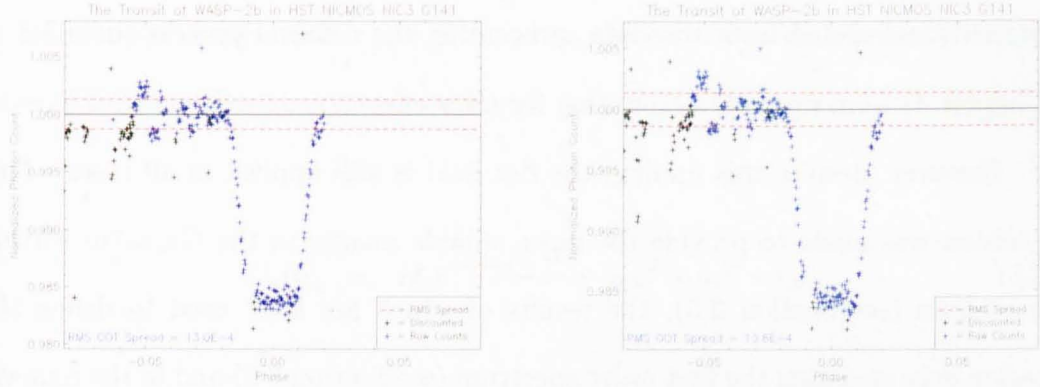 The Transit of WASP-2b in HST NICMOS NIC3 G141
1.005
1.000
0.995
0.990
0.985
0.980
Normalized Photon Count
-0.05
0.00
0.05
Phase
RMS OOT Spread = 13.0E-4
= RMS Spread
+ = Discounted
+ = Raw Counts
The Transit of WASP-2b in HST NICMOS NIC3 G141
1.005
1.000
0.995
0.990
0.985
Normalized Photon Count
-0.05
0.00
0.05
Phase
RMS OOT Spread = 13.8E-4
= RMS Spread
+ = Discounted
+ = Raw Counts